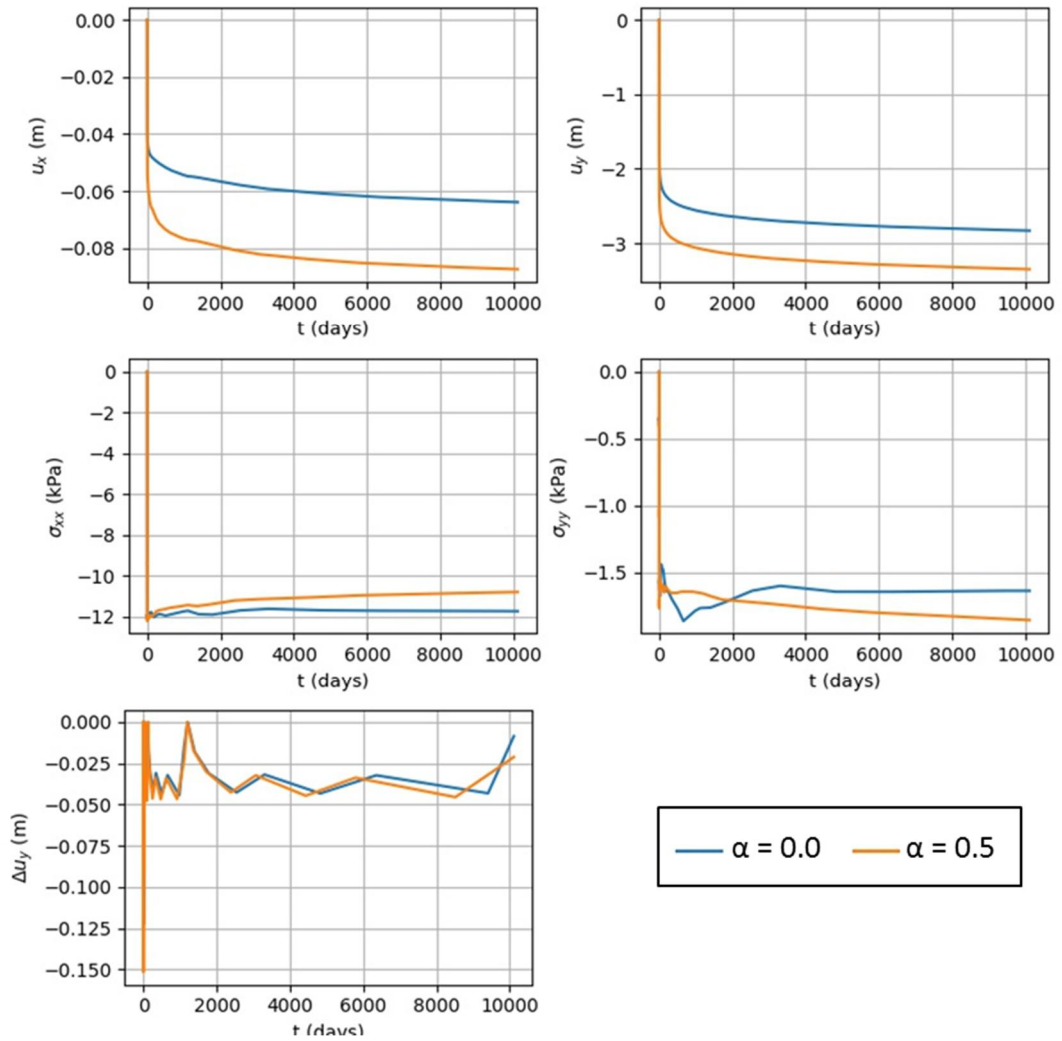 0.00
−0.02
−0.04
−0.06
−0.08
uₓ (m)
0 2000 4000 6000 8000 10000
t (days)
0
−1
−2
−3
u_y (m)
0 2000 4000 6000 8000 10000
t (days)
0
−2
−4
−6
−8
−10
−12
σₓₓ (kPa)
0 2000 4000 6000 8000 10000
t (days)
0.0
−0.5
−1.0
−1.5
σ_yy (kPa)
0 2000 4000 6000 8000 10000
t (days)
0.000
−0.025
−0.050
−0.075
−0.100
−0.125
−0.150
Δu_y (m)
0 2000 4000 6000 8000 10000
t (days)
α = 0.0 α = 0.5